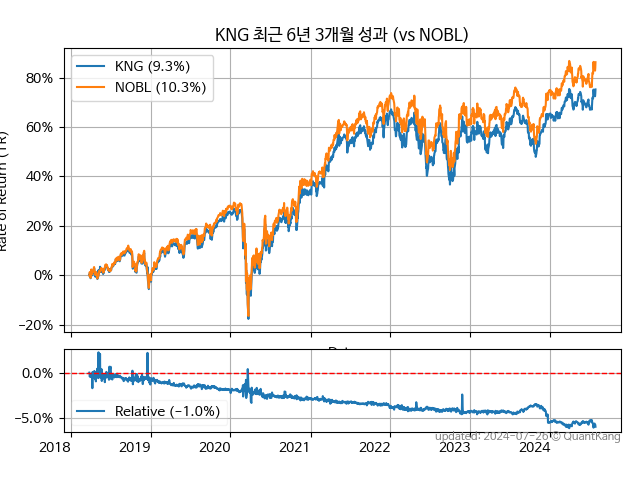 KNG 최근 6년 3개월 성과 (vs NOBL)
KNG (9.3%)
NOBL (10.3%)
Rate of Return (TR)
80%
60%
40%
20%
0%
−20%
0.0%
−5.0%
Relative (−1.0%)
2018 2019 2020 2021 2022 2023 2024
updated: 2024-07-26 © QuantKang